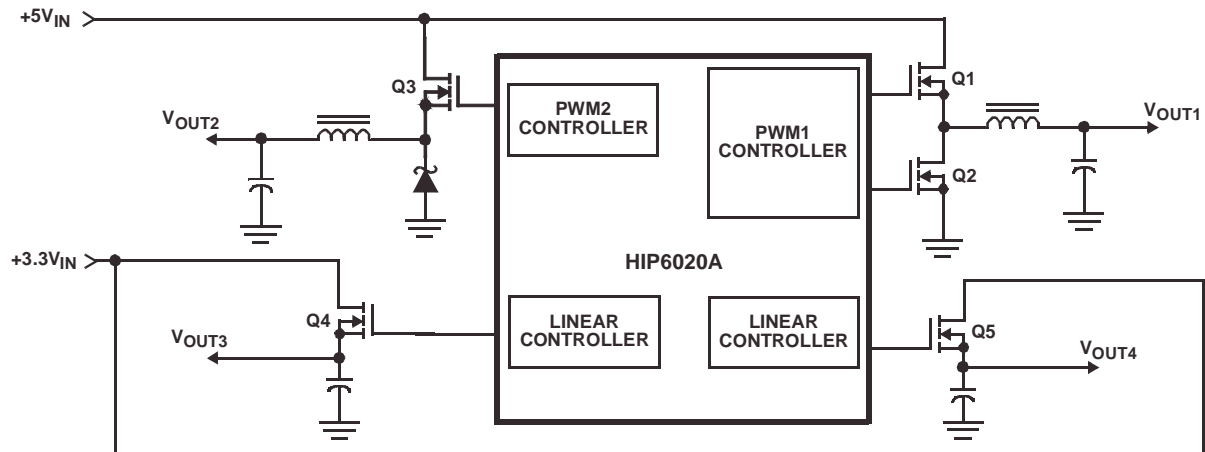 +5VIN
Q3
Q1
PWM2
CONTROLLER
VOUT2
PWM1
CONTROLLER
VOUT1
Q2
+3.3VIN
HIP6020A
Q4
LINEAR
CONTROLLER
LINEAR
CONTROLLER
Q5
VOUT3
VOUT4